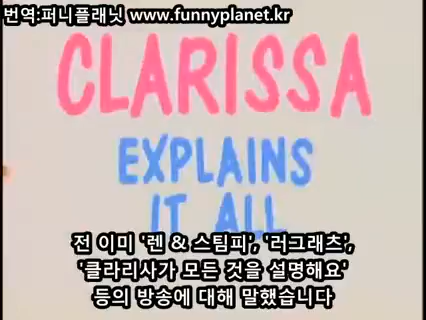 번역:퍼니플래닛 www.funnyplanet.kr
CLARISSA
EXPLAINS
IT ALL
전 이미 '렌 & 스팀피', '러그래츠',
'클라리사가 모든 것을 설명해요'
등의 방송에 대해 말했습니다